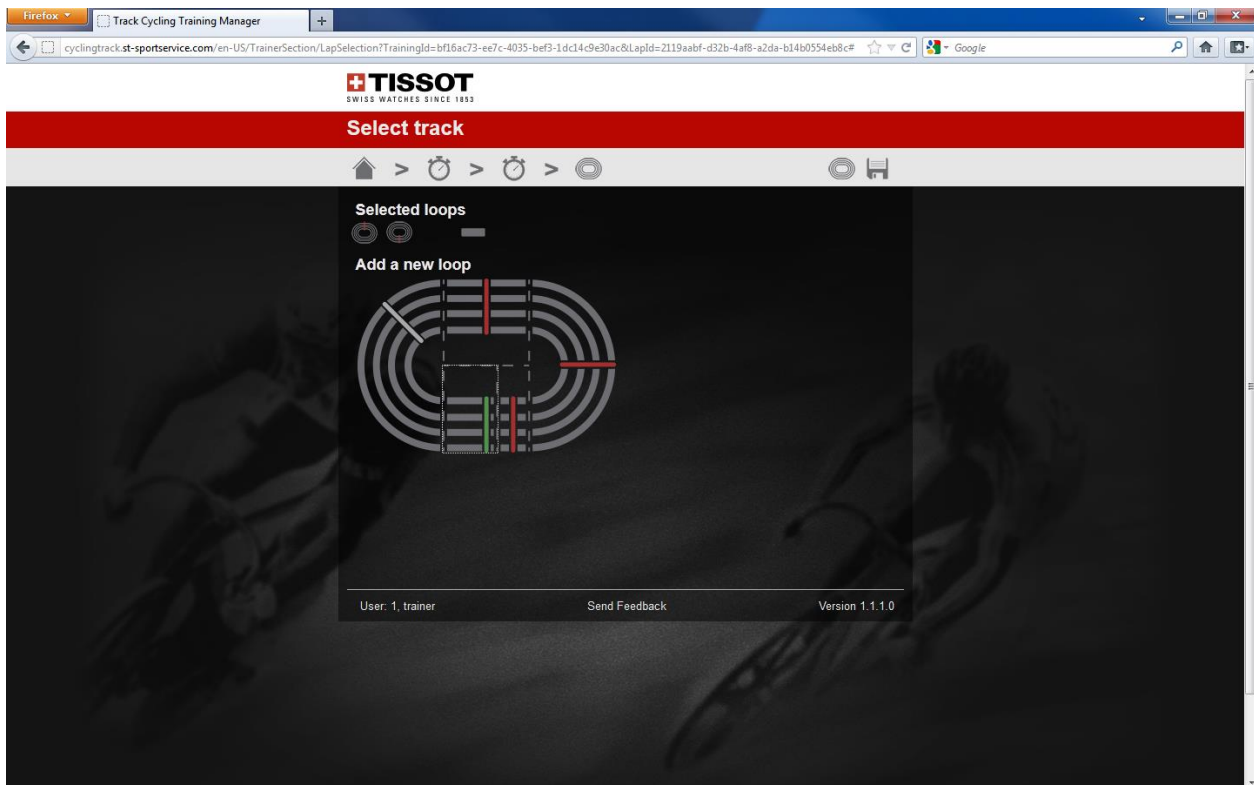 Firefox
Track Cycling Training Manager
cyclingtrack.st-sportservice.com/en-US/TrainerSection/LapSelection?TrainingId=bf16ac73-ee7c-4035-bef3-1dc14c9e30ac&LapId=2119aabf-d32b-4af8-a2da-b14b0554eb8c#
Google
TISSOT
SWISS WATCHES SINCE 1853
Select track
> > >
Selected loops
Add a new loop
User: 1, trainer
Send Feedback
Version 1.1.1.0